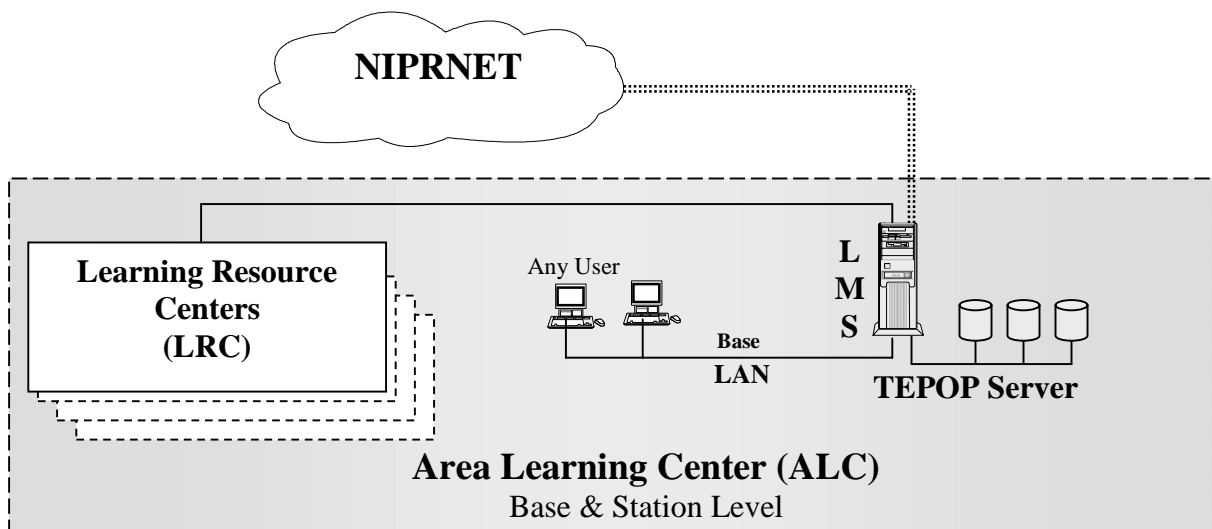 NIPRNET
Learning Resource
Centers
(LRC)
Any User
L
M
S
Base
LAN
TEPOP Server
Area Learning Center (ALC)
Base & Station Level